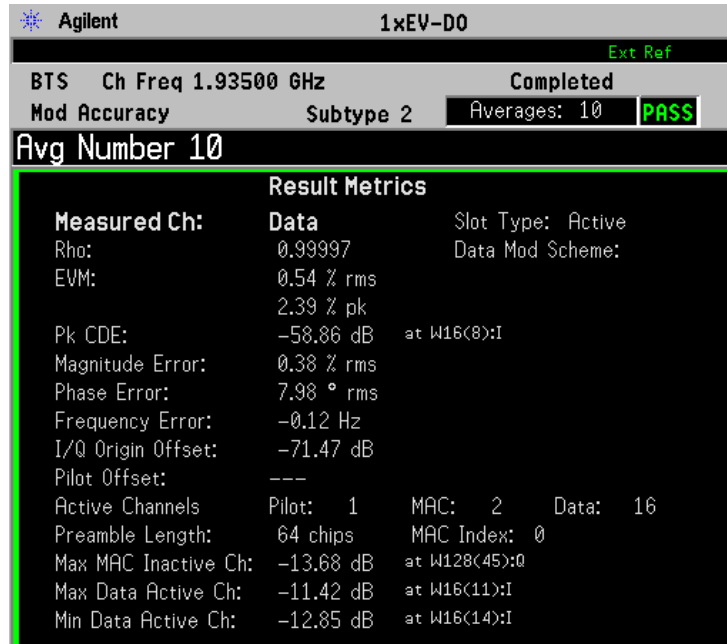 Agilent 1xEV-DO
Ext Ref
BTS Ch Freq 1.93500 GHz Completed
Mod Accuracy Subtype 2 Averages: 10 PASS
Avg Number 10
Result Metrics
Measured Ch: Data Slot Type: Active
Rho: 0.99997 Data Mod Scheme:
EVM: 0.54 % rms
2.39 % pk
Pk CDE: -58.86 dB at W16(8):I
Magnitude Error: 0.38 % rms
Phase Error: 7.98 ° rms
Frequency Error: -0.12 Hz
I/Q Origin Offset: -71.47 dB
Pilot Offset: ---
Active Channels Pilot: 1 MAC: 2 Data: 16
Preamble Length: 64 chips MAC Index: 0
Max MAC Inactive Ch: -13.68 dB at W128(45):Q
Max Data Active Ch: -11.42 dB at W16(11):I
Min Data Active Ch: -12.85 dB at W16(14):I